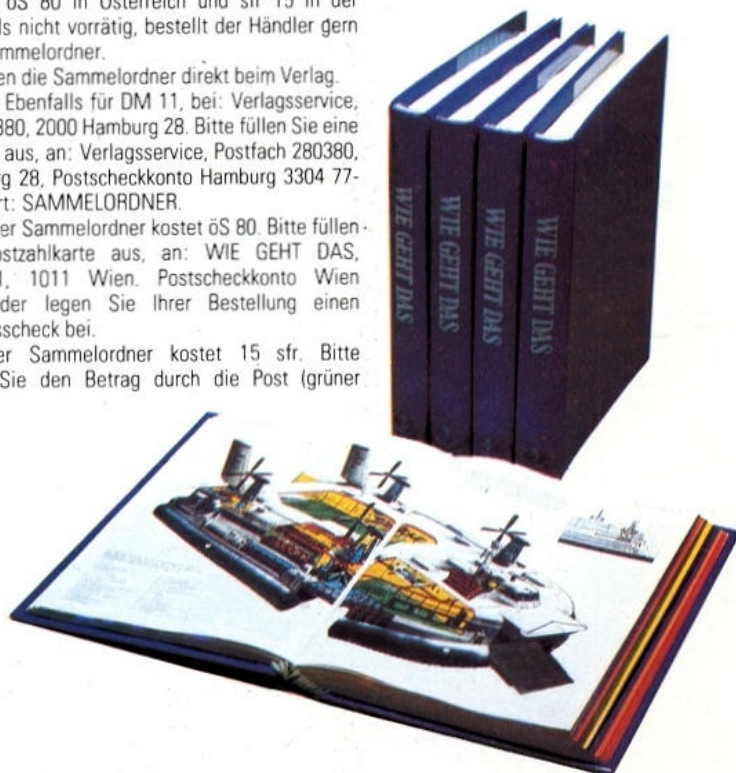 öS 80 in Österreich und sfr 15 in der
ls nicht vorrätig, bestellt der Händler gern
mmelordner.
en die Sammelordner direkt beim Verlag.
Ebenfalls für DM 11, bei: Verlagsservice,
380, 2000 Hamburg 28. Bitte füllen Sie eine
aus, an: Verlagsservice, Postfach 280380,
rg 28, Postscheckkonto Hamburg 3304 77-
rt: SAMMELORDNER.
er Sammelordner kostet öS 80. Bitte füllen
ostzahlkarte aus, an: WIE GEHT DAS,
1, 1011 Wien. Postscheckkonto Wien
der legen Sie Ihrer Bestellung einen
sscheck bei.
er Sammelordner kostet 15 sfr. Bitte
Sie den Betrag durch die Post (grüner
WIE GEHT DAS
WIE GEHT DAS
WIE GEHT DAS
WIE GEHT DAS